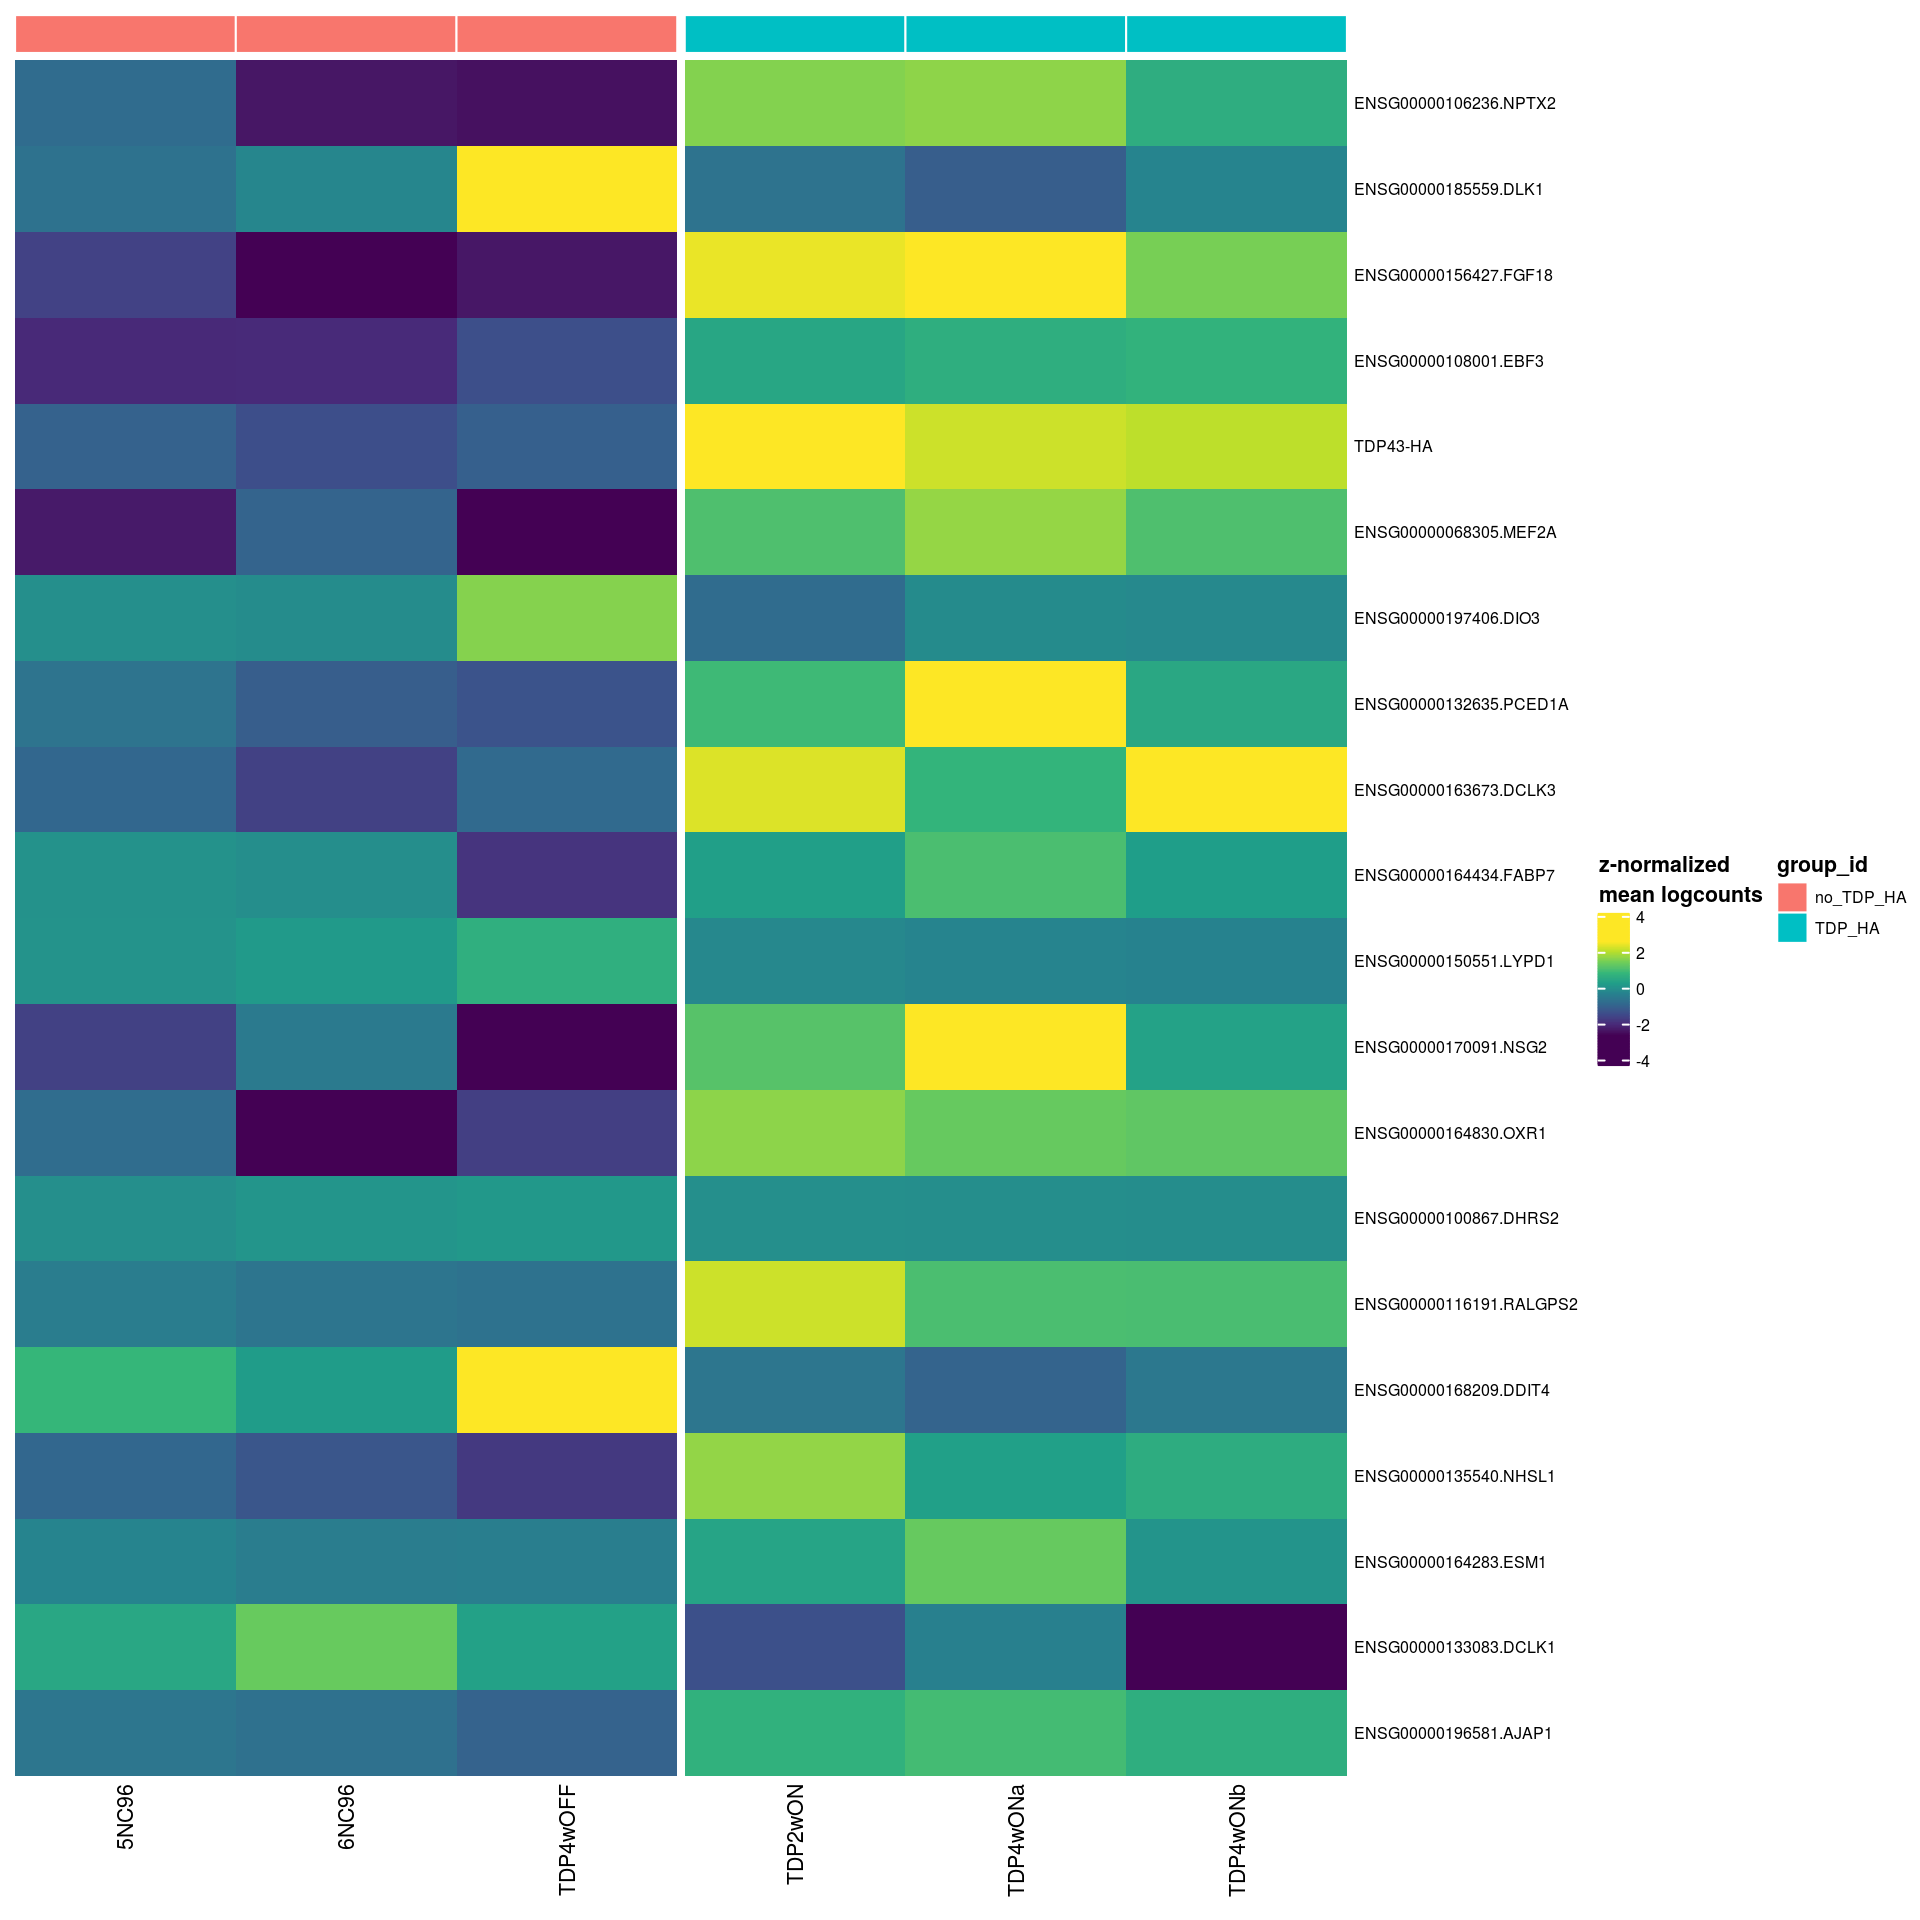 ENSG00000106236.NPTX2
ENSG00000185559.DLK1
ENSG00000156427.FGF18
ENSG00000108001.EBF3
TDP43-HA
ENSG00000068305.MEF2A
ENSG00000197406.DIO3
ENSG00000132635.PCED1A
ENSG00000163673.DCLK3
ENSG00000164434.FABP7
ENSG00000150551.LYPD1
ENSG00000170091.NSG2
ENSG00000164830.OXR1
ENSG00000100867.DHRS2
ENSG00000116191.RALGPS2
ENSG00000168209.DDIT4
ENSG00000135540.NHSL1
ENSG00000164283.ESM1
ENSG00000133083.DCLK1
ENSG00000196581.AJAP1
z-normalized
mean logcounts
4
2
0
-2
-4
group_id
no_TDP_HA
TDP_HA
5NC96
6NC96
TDP4wOFF
TDP2wON
TDP4wONa
TDP4wONb